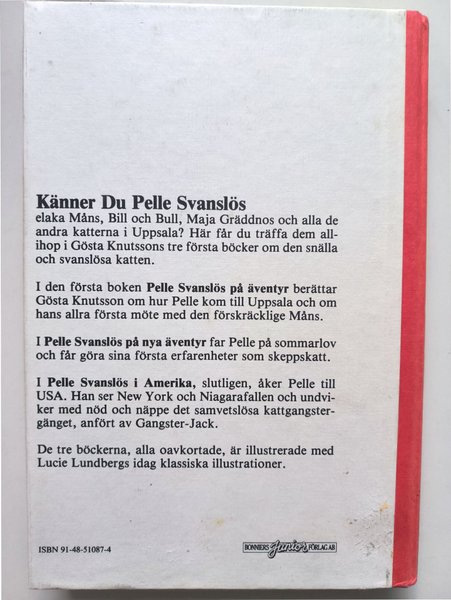 Känner Du Pelle Svanslös
elaka Måns, Bill och Bull, Maja Gräddnos och alla de
andra katterna i Uppsala? Här får du träffa dem all-
ihop i Gösta Knutssons tre första böcker om den snälla
och svanslösa katten.
I den första boken Pelle Svanslös på äventyr berättar
Gösta Knutsson om hur Pelle kom till Uppsala och om
hans allra första möte med den förskräcklige Måns.
I Pelle Svanslös på nya äventyr far Pelle på sommarlov
och får göra sina första erfarenheter som skeppskatt.
I Pelle Svanslös i Amerika, slutligen, åker Pelle till
USA. Han ser New York och Niagarafallen och undvi-
ker med nöd och näppe det samvetslösa kattgangster-
gänget, anfört av Gangster-Jack.
De tre böckerna, alla oavkortade, är illustrerade med
Lucie Lundbergs idag klassiska illustrationer.
ISBN 91-48-51087-4
BONNIERS Junior FÖRLAG AB